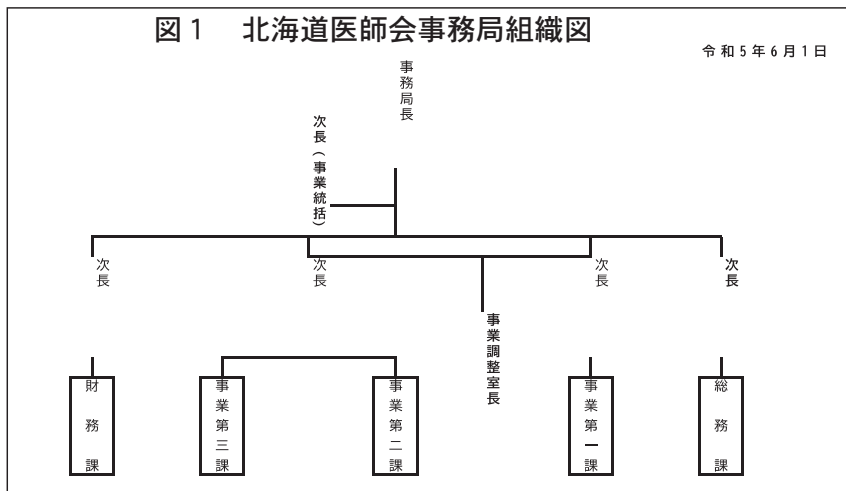 図1 北海道医師会事務局組織図
令和5年6月1日
事務局長
次長(事業統括)
次長
次長
次長
次長
事業調整室長
総務課
事業第一課
事業第二課
事業第三課
財務課